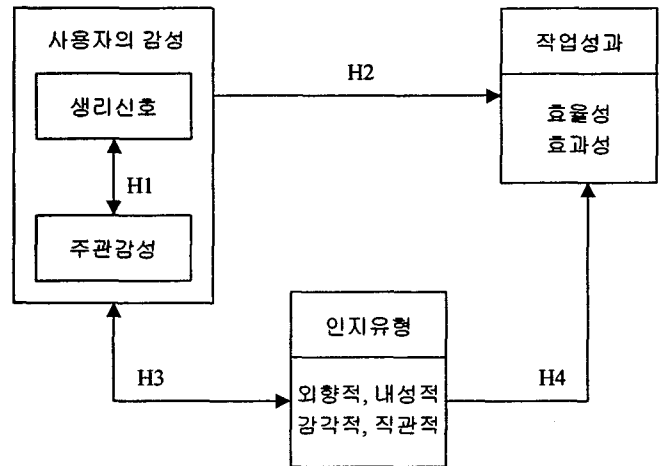 사용자의 감성
생리신호
H1
주관감성
H2
작업성과
효율성
효과성
H3
인지유형
외향적, 내성적
감각적, 직관적
H4